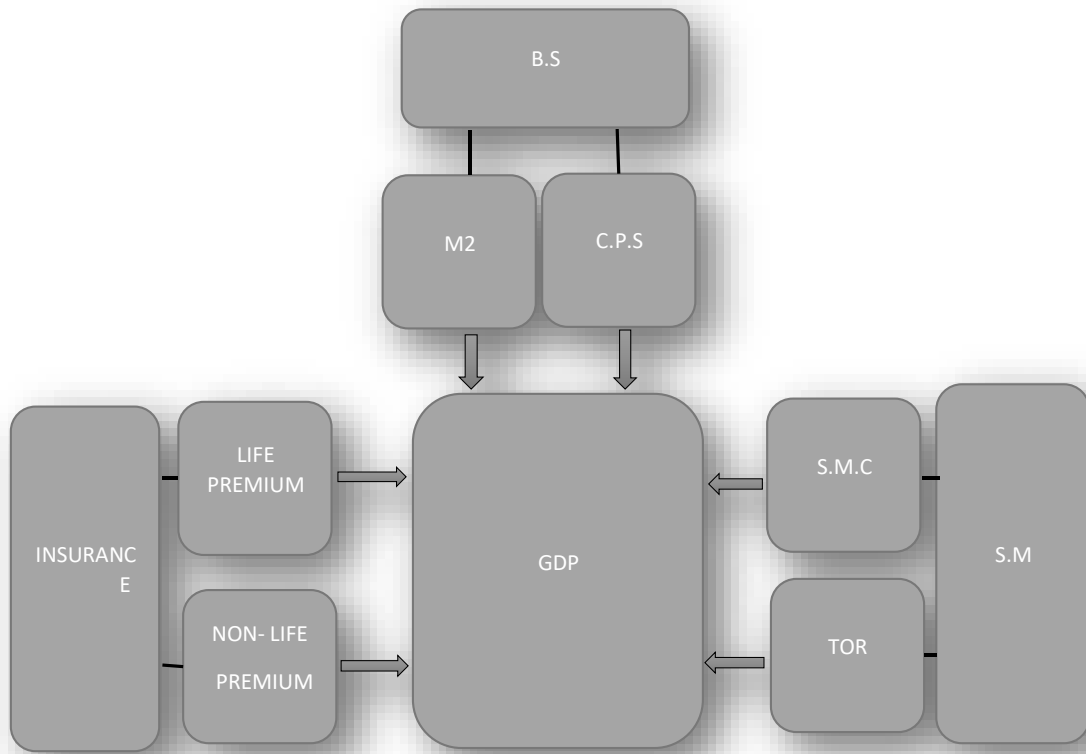 B.S
M2
C.P.S
LIFE
PREMIUM
S.M.C
INSURANC
E
GDP
S.M
NON- LIFE
PREMIUM
TOR